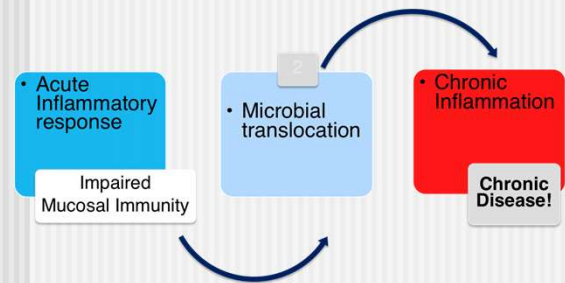 • Acute
Inflammatory
response
Impaired
Mucosal Immunity
2
• Microbial
translocation
• Chronic
Inflammation
Chronic
Disease!